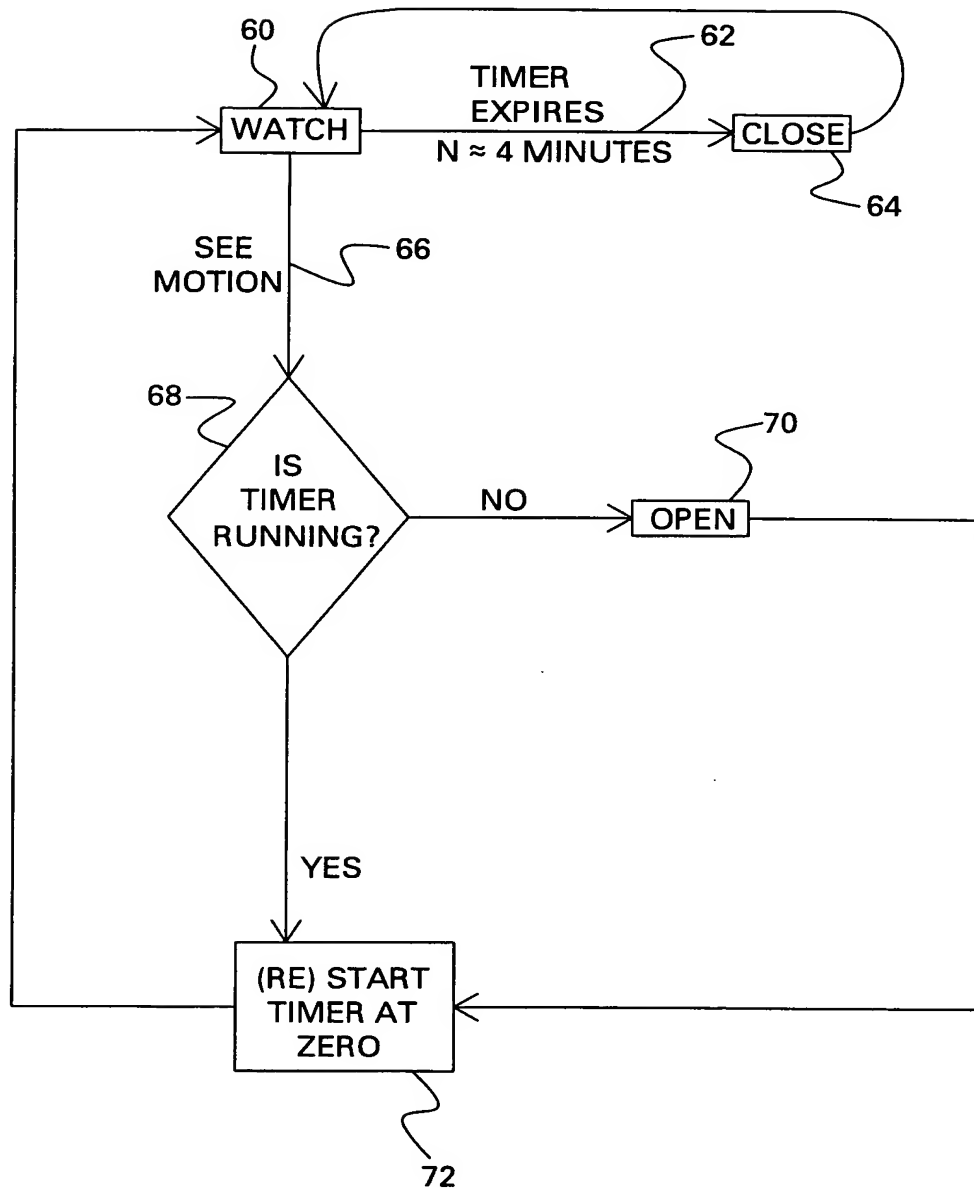 60
62
TIMER
EXPIRES
WATCH
CLOSE
N ≈ 4 MINUTES
64
SEE
MOTION
66
68
70
IS
TIMER
RUNNING?
NO
OPEN
YES
(RE) START
TIMER AT
ZERO
72